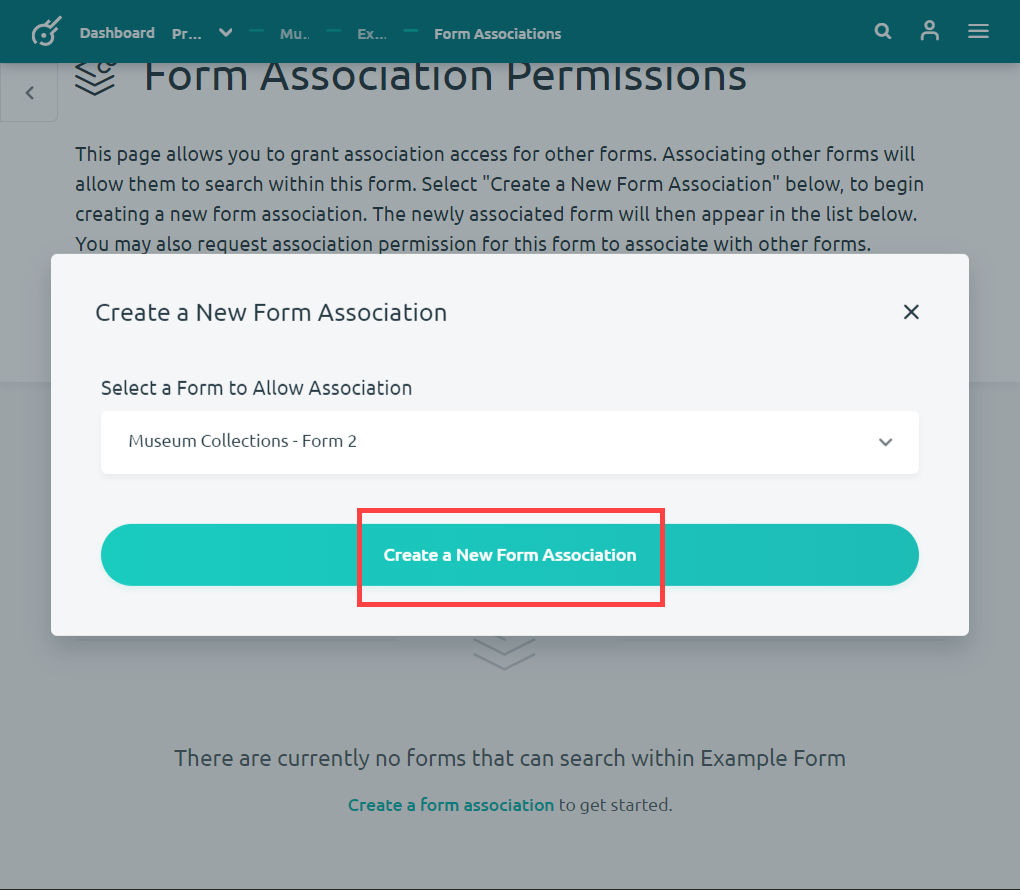 Dashboard Pr... Mu.. Ex... Form Associations
Form Association Permissions
This page allows you to grant association access for other forms. Associating other forms will
allow them to search within this form. Select "Create a New Form Association" below, to begin
creating a new form association. The newly associated form will then appear in the list below.
You may also request association permission for this form to associate with other forms.
Create a New Form Association
Select a Form to Allow Association
Museum Collections - Form 2
Create a New Form Association
There are currently no forms that can search within Example Form
Create a form association to get started.